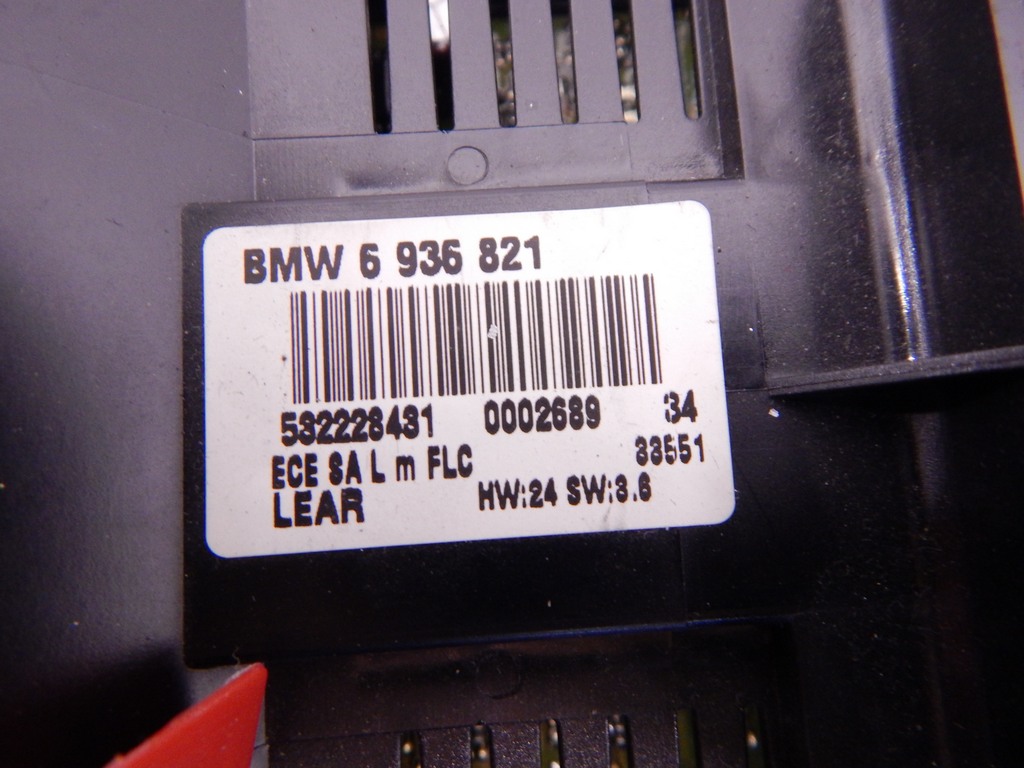 BMW 6 936 821
532228431 0002689 34
ECE SA L m FLC 33551
LEAR HW:24 SW:3.6